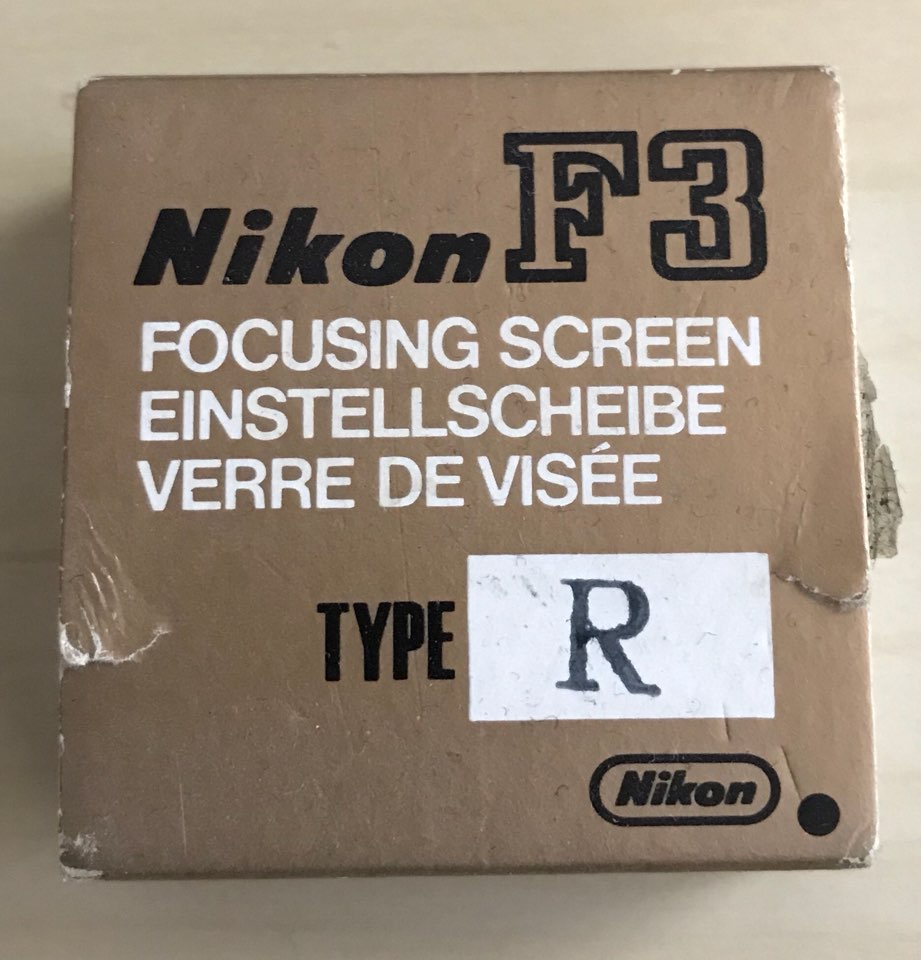 Nikon F3
FOCUSING SCREEN
EINSTELLSCHEIBE
VERRE DE VISÉE
TYPE R
Nikon